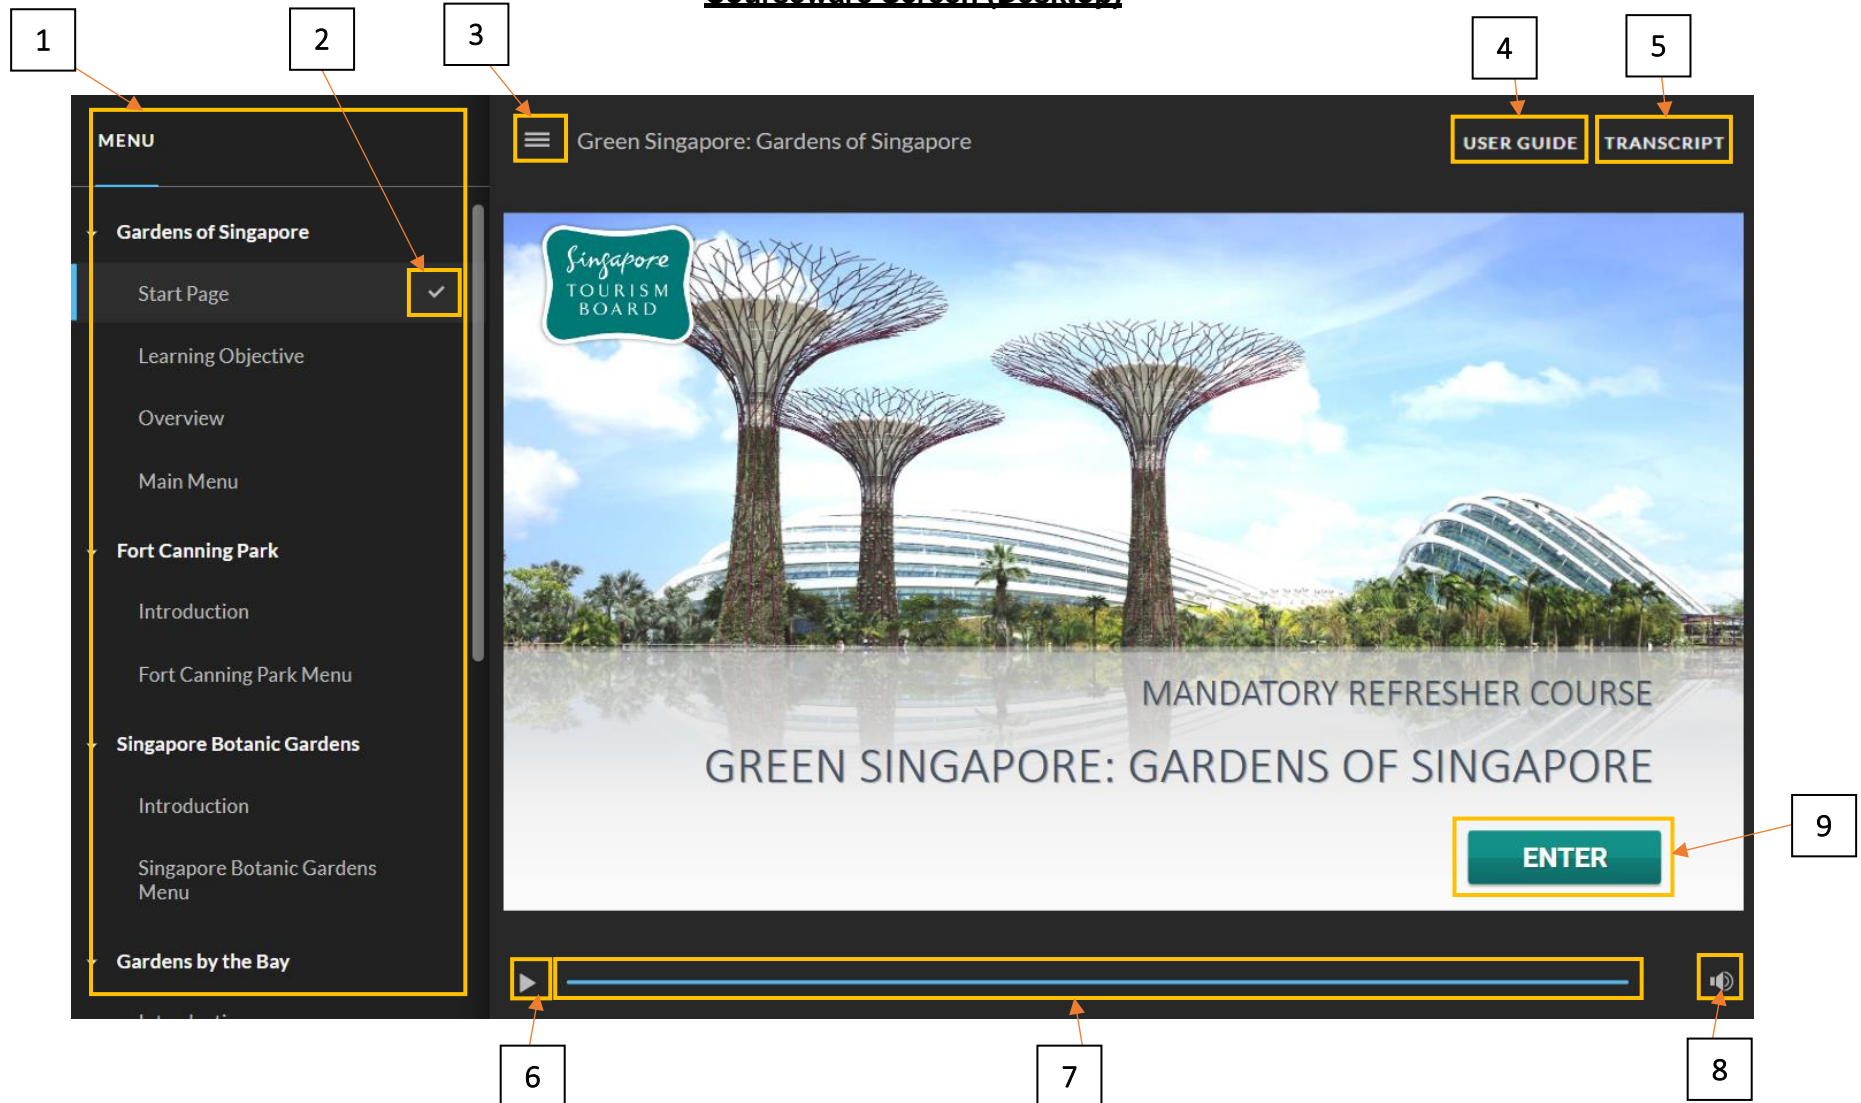 Courseware Screen (Desktop)
1
2
3
4
5
MENU
Green Singapore: Gardens of Singapore
USER GUIDE
TRANSCRIPT
Gardens of Singapore
Start Page
Learning Objective
Overview
Main Menu
Fort Canning Park
Introduction
Fort Canning Park Menu
Singapore Botanic Gardens
Introduction
Singapore Botanic Gardens
Menu
Gardens by the Bay
Singapore
TOURISM
BOARD
MANDATORY REFRESHER COURSE
GREEN SINGAPORE: GARDENS OF SINGAPORE
ENTER
9
6
7
8